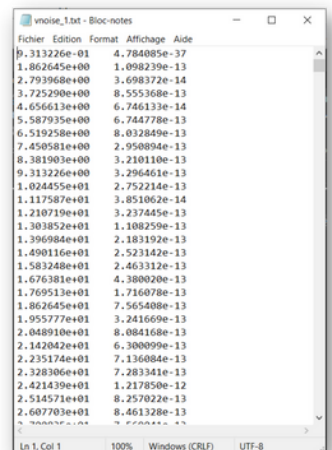 vnoise_1.txt - Bloc-notes
Fichier Edition Format Affichage Aide
9.313226e-01 4.784085e-37
1.862645e+00 1.098239e-13
2.793968e+00 3.698372e-14
3.725290e+00 8.555368e-13
4.656613e+00 6.746133e-14
5.587935e+00 6.744778e-13
6.519258e+00 8.032849e-13
7.450581e+00 2.950894e-13
8.381903e+00 3.210110e-13
9.313226e+00 3.296461e-13
1.024455e+01 2.752214e-13
1.117587e+01 3.851062e-14
1.210719e+01 3.237445e-13
1.303852e+01 1.108259e-13
1.396984e+01 2.183192e-13
1.490116e+01 2.523142e-13
1.583248e+01 2.463312e-13
1.676381e+01 4.380020e-13
1.769513e+01 1.716078e-13
1.862645e+01 7.565408e-13
1.955777e+01 3.241669e-13
2.048910e+01 8.084168e-13
2.142042e+01 6.300099e-13
2.235174e+01 7.136084e-13
2.328306e+01 7.283341e-13
2.421439e+01 1.217850e-12
2.514571e+01 8.257022e-13
2.607703e+01 8.461328e-13
Ln 1, Col 1 100% Windows (CRLF) UTF-8